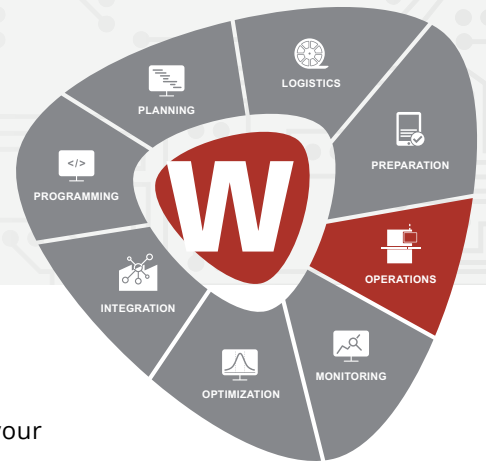 LOGISTICS
PLANNING
PREPARATION
</>
PROGRAMMING
W
OPERATIONS
INTEGRATION
MONITORING
OPTIMIZATION
your